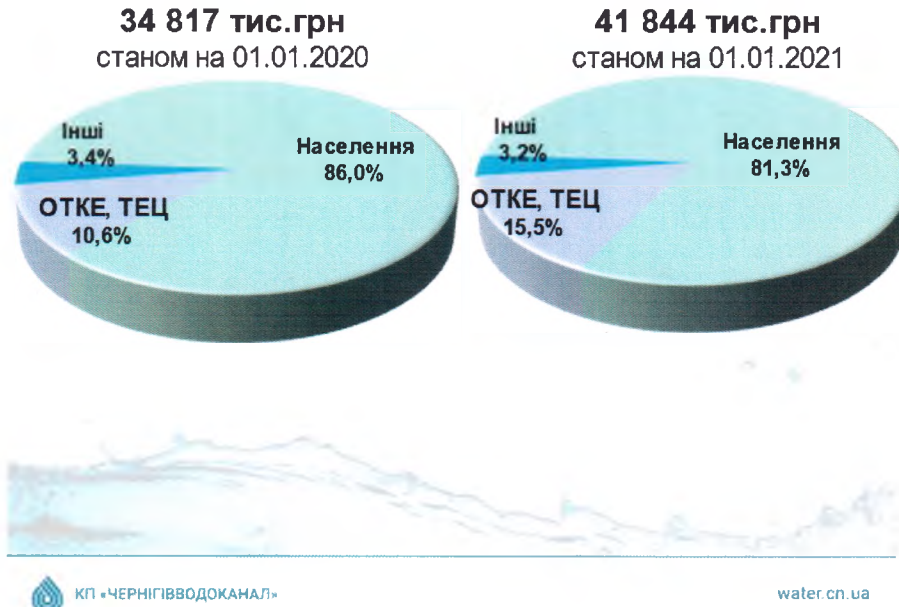 34 817 тис.грн
станом на 01.01.2020
41 844 тис.грн
станом на 01.01.2021
Інші
3,4%
Населення
86,0%
ОТКЕ, ТЕЦ
10,6%
Інші
3,2%
Населення
81,3%
ОТКЕ, ТЕЦ
15,5%
КП «ЧЕРНІГІВВОДОКАНАЛ»
water.cn.ua